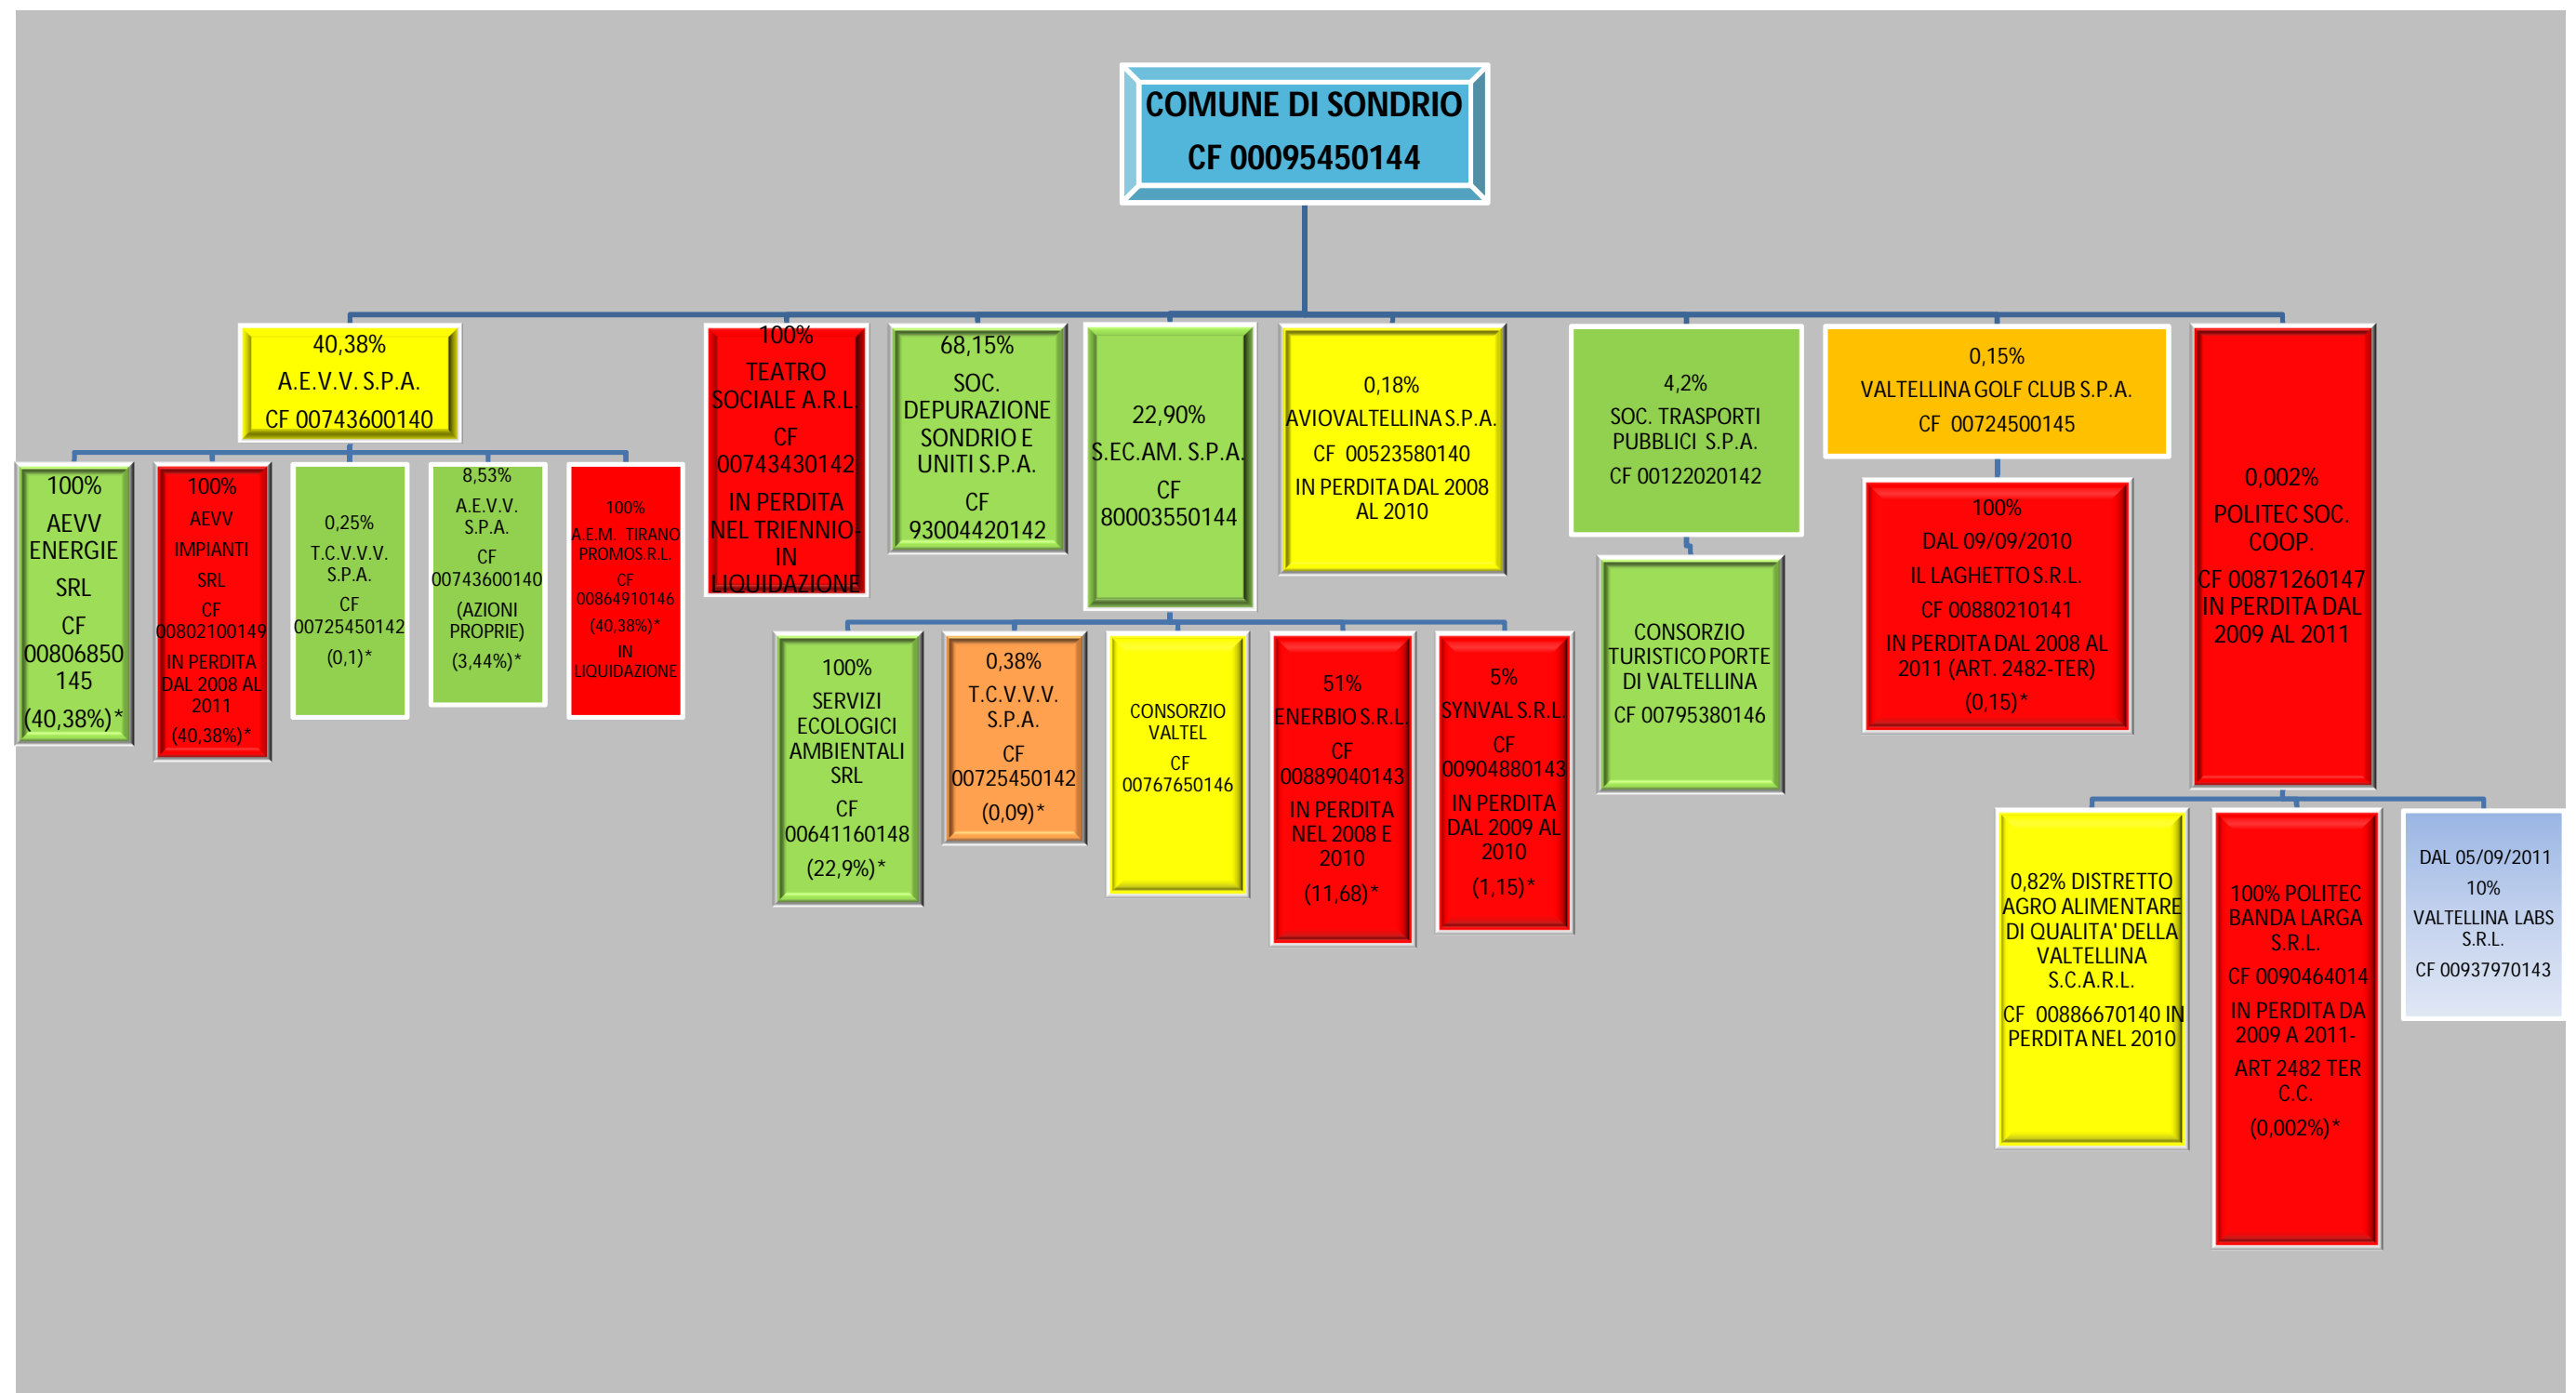 COMUNE DI SONDRIO
CF 00095450144
40,38%
A.E.V.V. S.P.A.
CF 00743600140
100%
TEATRO
SOCIALE A.R.L.
CF
00743430142
IN PERDITA
NEL TRIENNIO-
IN
LIQUIDAZIONE
68,15%
SOC.
DEPURAZIONE
SONDRIO E
UNITI S.P.A.
CF
93004420142
22,90%
S.EC.AM. S.P.A.
CF
80003550144
0,18%
AVIOVALTELLINA S.P.A.
CF 00523580140
IN PERDITA DAL 2008
AL 2010
4,2%
SOC. TRASPORTI
PUBBLICI S.P.A.
CF 00122020142
0,15%
VALTELLINA GOLF CLUB S.P.A.
CF 00724500145
0,002%
POLITEC SOC.
COOP.
CF 00871260147
IN PERDITA DAL
2009 AL 2011
100%
AEVV
ENERGIE
SRL
CF
00806850
145
(40,38%)*
100%
AEVV
IMPIANTI
SRL
CF
00802100149
IN PERDITA
DAL 2008 AL
2011
(40,38%)*
0,25%
T.C.V.V.V.
S.P.A.
CF
00725450142
(0,1)*
8,53%
A.E.V.V.
S.P.A.
CF
00743600140
(AZIONI
PROPRIE)
(3,44%)*
100%
A.E.M. TIRANO
PROMOS.R.L.
CF
00864910146
(40,38%)*
IN
LIQUIDAZIONE
100%
SERVIZI
ECOLOGICI
AMBIENTALI
SRL
CF
00641160148
(22,9%)*
0,38%
T.C.V.V.V.
S.P.A.
CF
00725450142
(0,09)*
CONSORZIO
VALTEL
CF
00767650146
51%
ENERBIO S.R.L.
CF
00889040143
IN PERDITA
NEL 2008 E
2010
(11,68)*
5%
SYNVAL S.R.L.
CF
00904880143
IN PERDITA
DAL 2009 AL
2010
(1,15)*
CONSORZIO
TURISTICO PORTE
DI VALTELLINA
CF 00795380146
100%
DAL 09/09/2010
IL LAGHETTO S.R.L.
CF 00880210141
IN PERDITA DAL 2008 AL
2011 (ART. 2482-TER)
(0,15)*
0,82% DISTRETTO
AGRO ALIMENTARE
DI QUALITA' DELLA
VALTELLINA
S.C.A.R.L.
CF 00886670140 IN
PERDITA NEL 2010
100% POLITEC
BANDA LARGA
S.R.L.
CF 0090464014
IN PERDITA DA
2009 A 2011-
ART 2482 TER
C.C.
(0,002%)*
DAL 05/09/2011
10%
VALTELLINA LABS
S.R.L.
CF 00937970143